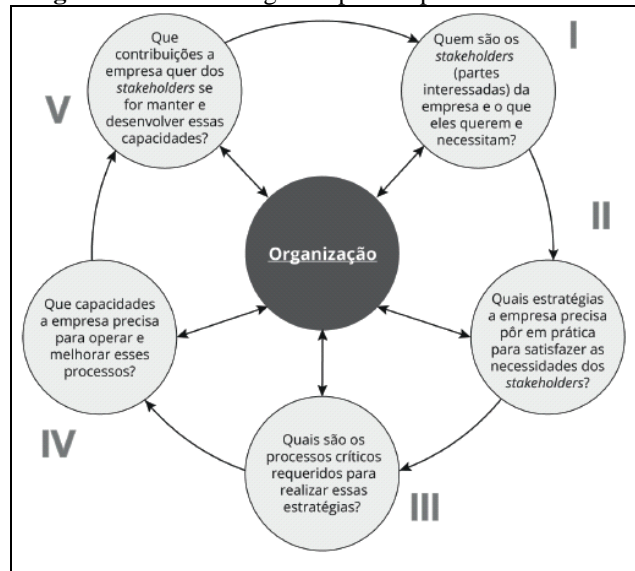 I
Quem são os
stakeholders
(partes
interessadas) da
empresa e o que
eles querem e
necessitam?
II
Quais estratégias
a empresa precisa
pôr em prática
para satisfazer as
necessidades dos
stakeholders?
III
Quais são os
processos críticos
requeridos para
realizar essas
estratégias?
IV
Que capacidades
a empresa precisa
para operar e
melhorar esses
processos?
V
Que
contribuições a
empresa quer dos
stakeholders se
for manter e
desenvolver essas
capacidades?
Organização